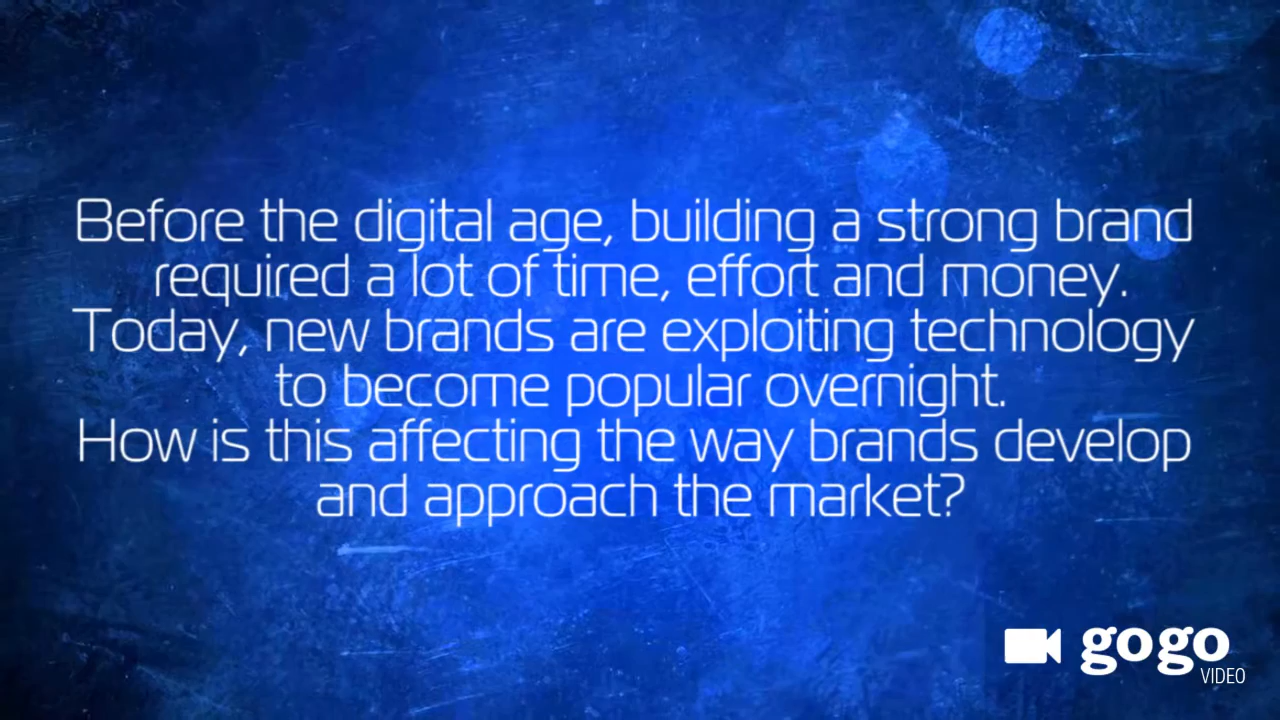 Before the digital age, building a strong brand
required a lot of time, effort and money.
Today, new brands are exploiting technology
to become popular overnight.
How is this affecting the way brands develop
and approach the market?
gogo
VIDEO